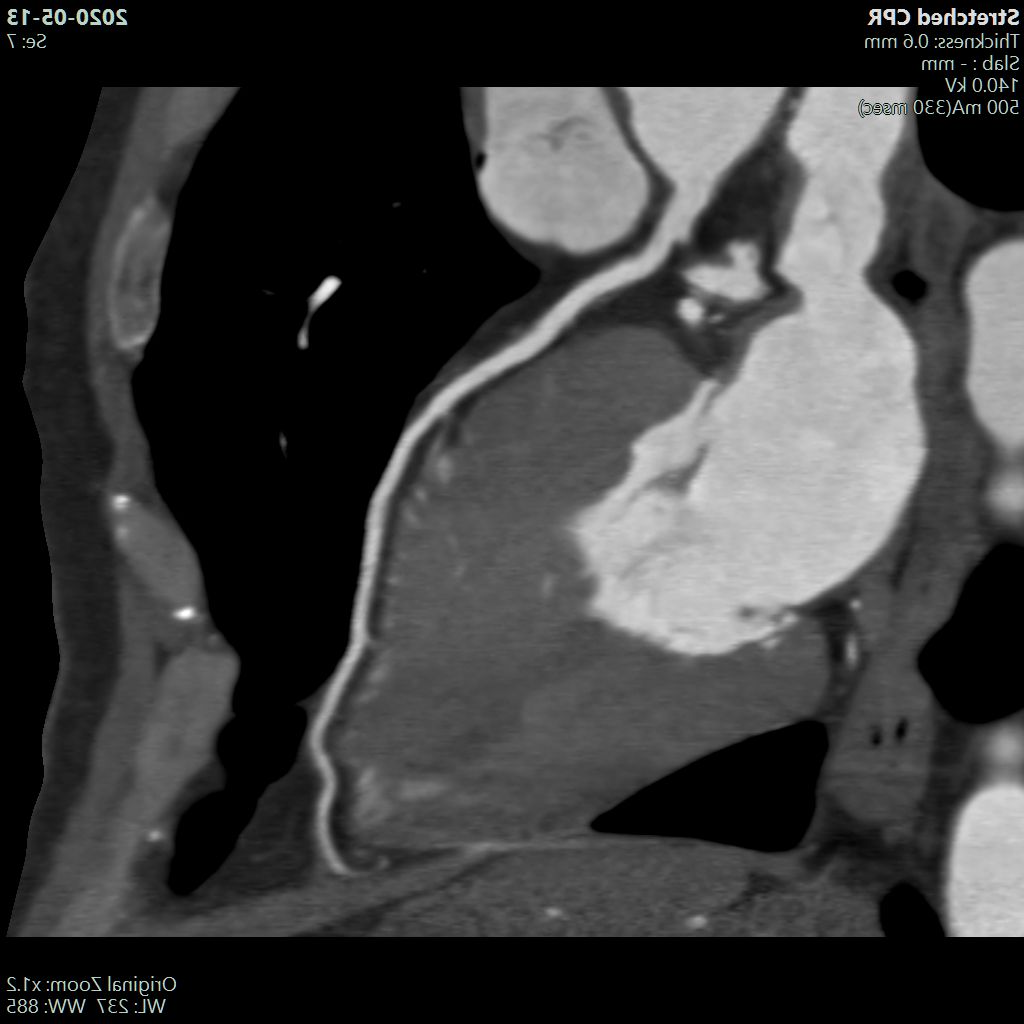 Stretched CPR
Thickness: 0.6 mm
Slab : - mm
140.0 kV
500 mA(330 msec)
2020-05-13
Se: 7
Original Zoom: x1.2
WL: 237 WW: 885